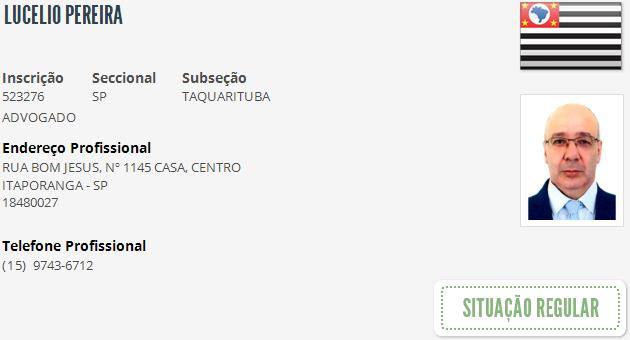 LUCELIO PEREIRA
Inscrição Seccional Subseção
523276 SP TAQUARITUBA
ADVOGADO
Endereço Profissional
RUA BOM JESUS, Nº 1145 CASA, CENTRO
ITAPORANGA - SP
18480027
Telefone Profissional
(15) 9743-6712
SITUAÇÃO REGULAR